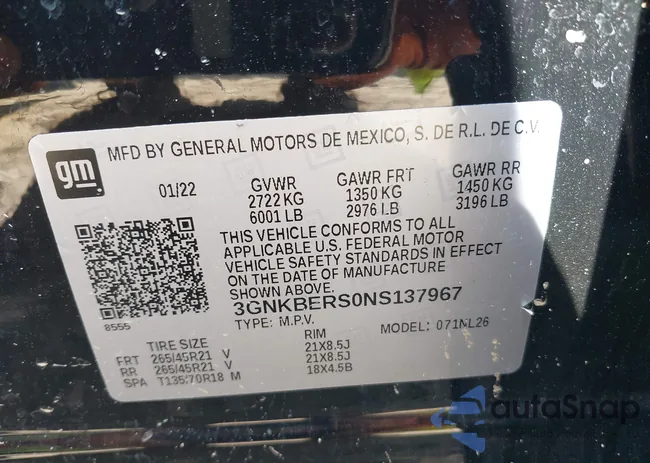 gm
MFD BY GENERAL MOTORS DE MEXICO, S. DE R.L. DE C.V.
01/22 GVWR GAWR FRT GAWR RR
2722 KG 1350 KG 1450 KG
6001 LB 2976 LB 3196 LB
THIS VEHICLE CONFORMS TO ALL
APPLICABLE U.S. FEDERAL MOTOR
VEHICLE SAFETY STANDARDS IN EFFECT
ON THE DATE OF MANUFACTURE
SHOWN ABOVE.
3GNKBERS0NS137967
8555
TYPE: M.P.V. MODEL: 071NL26
TIRE SIZE RIM
FRT 265/45R21 V 21X8.5J
RR 265/45R21 V 21X8.5J
SPA T135/70R18 M 18X4.5B
autoSnap